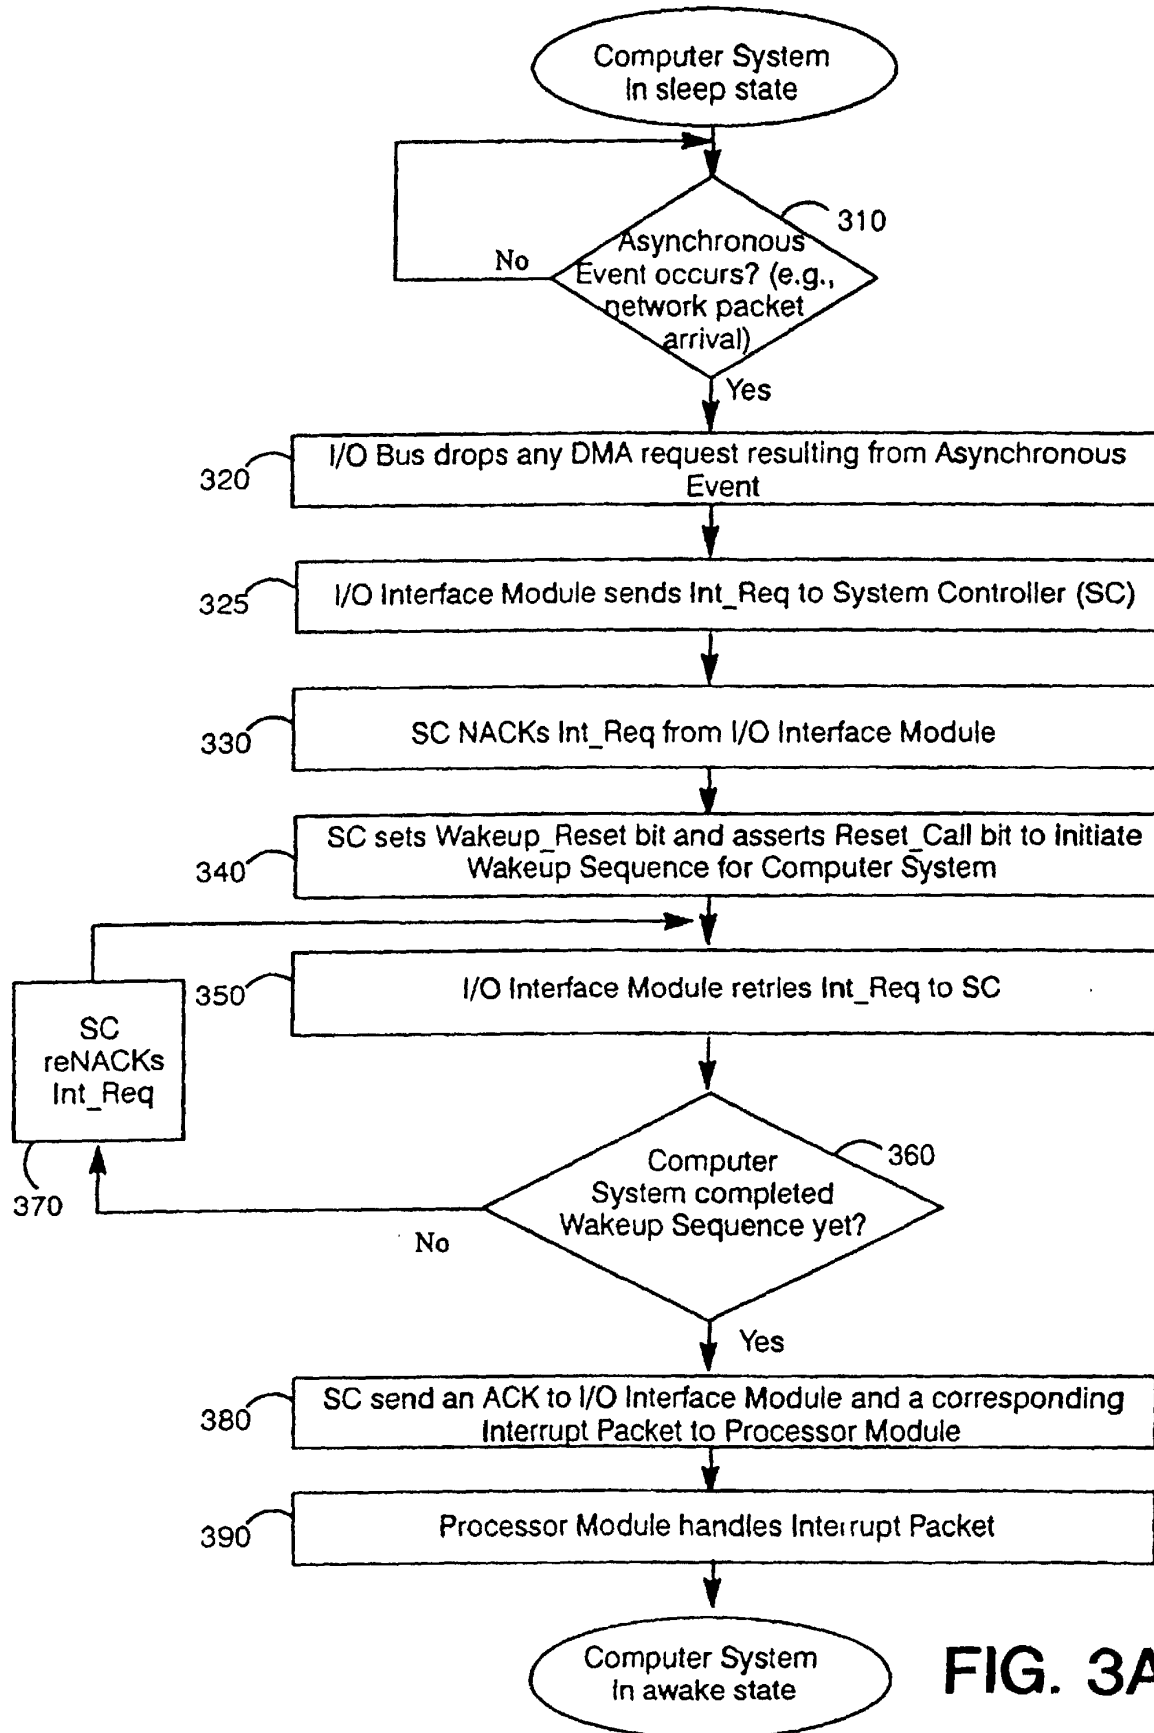 Computer System
In sleep state
310
Asynchronous
Event occurs? (e.g.,
network packet
arrival)
No
Yes
320
I/O Bus drops any DMA request resulting from Asynchronous
Event
325
I/O Interface Module sends Int_Req to System Controller (SC)
330
SC NACKs Int_Req from I/O Interface Module
340
SC sets Wakeup_Reset bit and asserts Reset_Call bit to Initiate
Wakeup Sequence for Computer System
350
I/O Interface Module retries Int_Req to SC
SC
reNACKs
Int_Req
370
360
Computer
System completed
Wakeup Sequence yet?
No
Yes
380
SC send an ACK to I/O Interface Module and a corresponding
Interrupt Packet to Processor Module
390
Processor Module handles Interrupt Packet
Computer System
In awake state
FIG. 3A